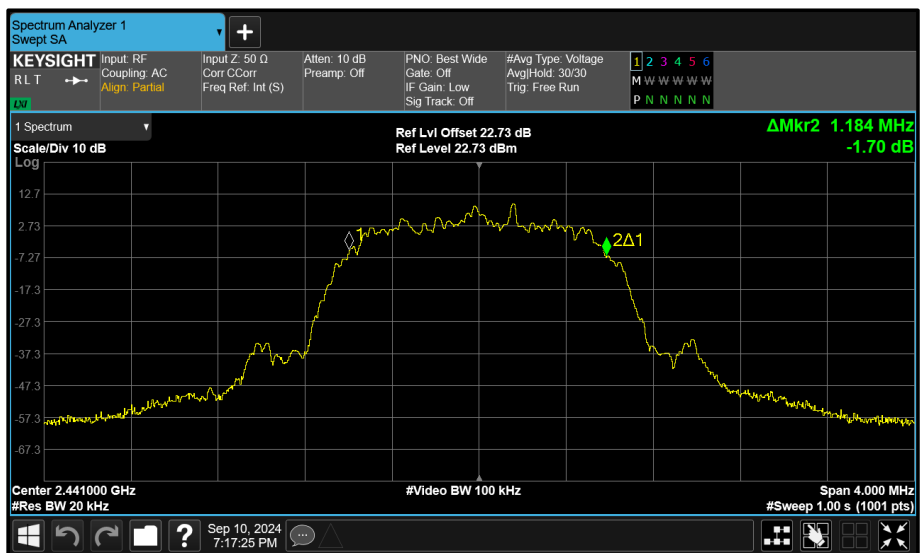 Spectrum Analyzer 1
Swept SA
+
KEYSIGHT
RLT
LXI
Input: RF
Coupling: AC
Align: Partial
Input Z: 50 Ω
Corr CCorr
Freq Ref: Int (S)
Atten: 10 dB
Preamp: Off
PNO: Best Wide
Gate: Off
IF Gain: Low
Sig Track: Off
#Avg Type: Voltage
Avg|Hold: 30/30
Trig: Free Run
1 2 3 4 5 6
M W W W W W
P N N N N N
1 Spectrum
Scale/Div 10 dB
Log
Ref Lvl Offset 22.73 dB
Ref Level 22.73 dBm
ΔMkr2 1.184 MHz
-1.70 dB
12.7
2.73
-7.27
-17.3
-27.3
-37.3
-47.3
-57.3
-67.3
1
2Δ1
Center 2.441000 GHz
#Res BW 20 kHz
#Video BW 100 kHz
Span 4.000 MHz
#Sweep 1.00 s (1001 pts)
?
Sep 10, 2024
7:17:25 PM